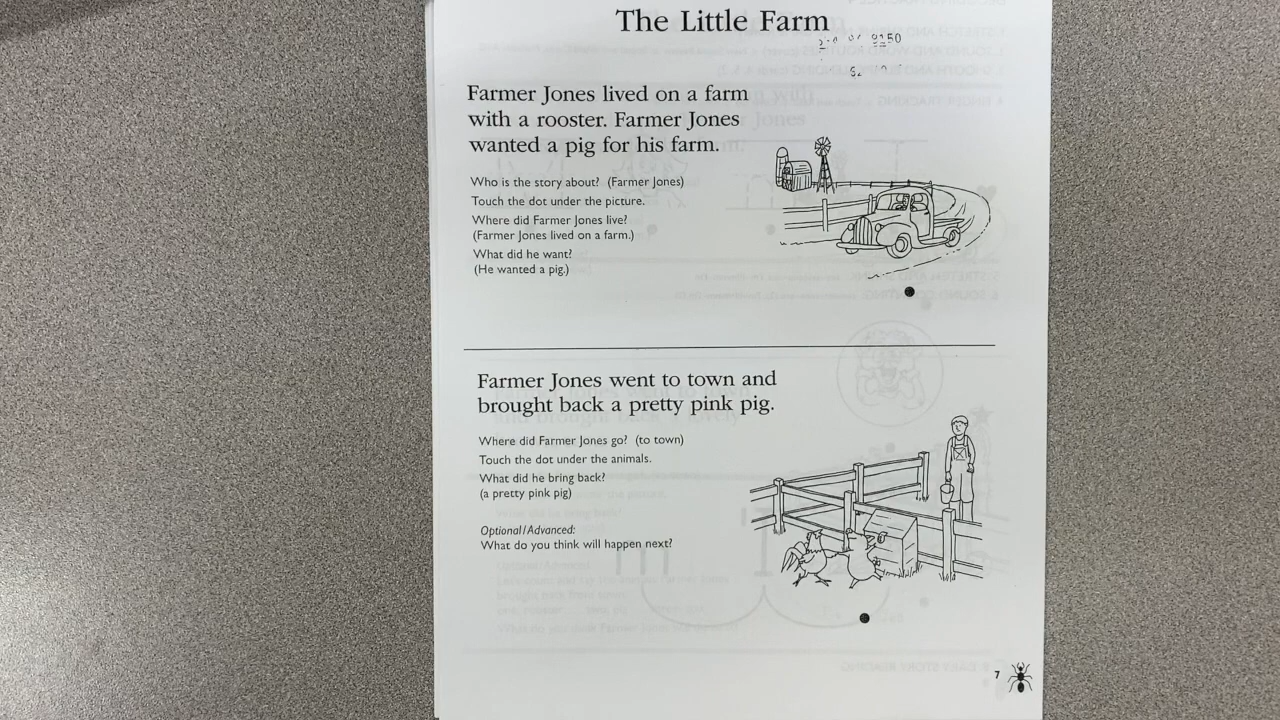 The Little Farm
Farmer Jones lived on a farm
with a rooster. Farmer Jones
wanted a pig for his farm.
Who is the story about? (Farmer Jones)
Touch the dot under the picture.
Where did Farmer Jones live?
(Farmer Jones lived on a farm.)
What did he want?
(He wanted a pig.)
Farmer Jones went to town and
brought back a pretty pink pig.
Where did Farmer Jones go? (to town)
Touch the dot under the animals.
What did he bring back?
(a pretty pink pig)
Optional/Advanced:
What do you think will happen next?
7